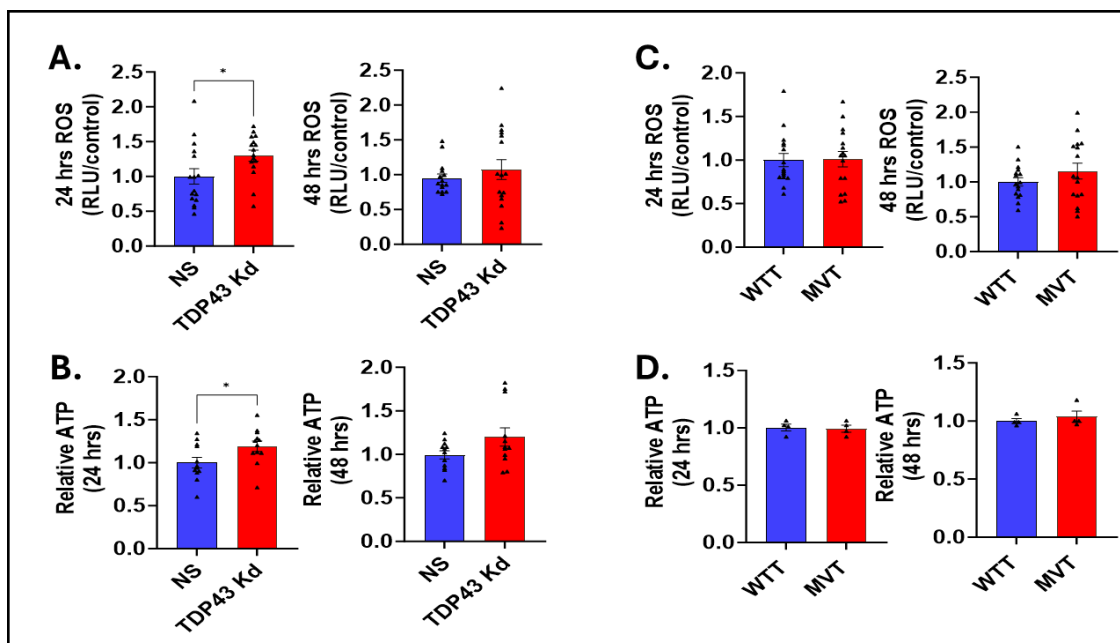 A.
24 hrs ROS
(RLU/control)
2.5
2.0
1.5
1.0
0.5
0.0
*
NS
TDP43 Kd
48 hrs ROS
(RLU/control)
2.5
2.0
1.5
1.0
0.5
0.0
NS
TDP43 Kd
C.
24 hrs ROS
(RLU/control)
2.0
1.5
1.0
0.5
0.0
WTT
MVT
48 hrs ROS
(RLU/control)
2.5
2.0
1.5
1.0
0.5
0.0
WTT
MVT
B.
Relative ATP
(24 hrs)
2.0
1.5
1.0
0.5
0.0
*
NS
TDP43 Kd
Relative ATP
(48 hrs)
2.0
1.5
1.0
0.5
0.0
NS
TDP43 Kd
D.
Relative ATP
(24 hrs)
1.5
1.0
0.5
0.0
WTT
MVT
Relative ATP
(48 hrs)
1.5
1.0
0.5
0.0
WTT
MVT